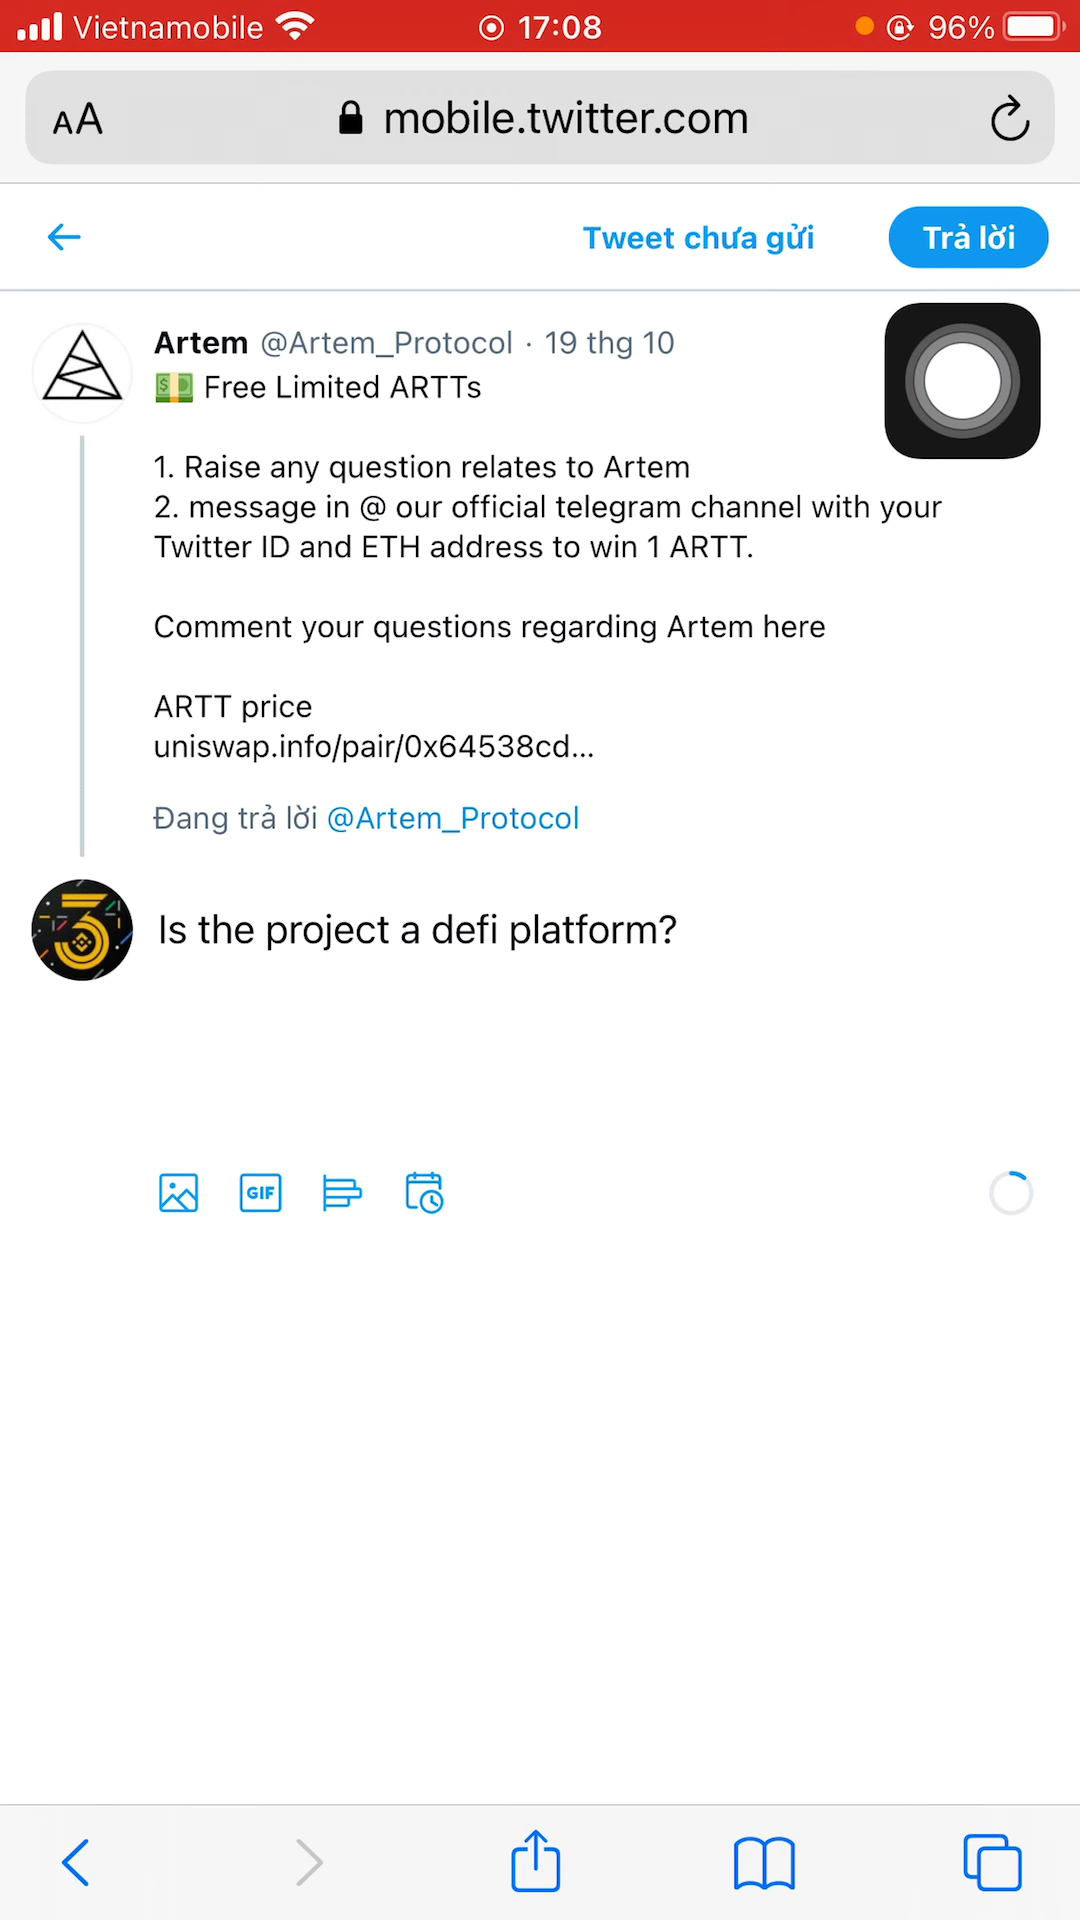 Vietnamobile 17:08 96%
AA mobile.twitter.com
Tweet chưa gửi Trả lời
Artem @Artem_Protocol · 19 thg 10
💵 Free Limited ARTTs
1. Raise any question relates to Artem
2. message in @ our official telegram channel with your
Twitter ID and ETH address to win 1 ARTT.
Comment your questions regarding Artem here
ARTT price
uniswap.info/pair/0x64538cd...
Đang trả lời @Artem_Protocol
Is the project a defi platform?
GIF